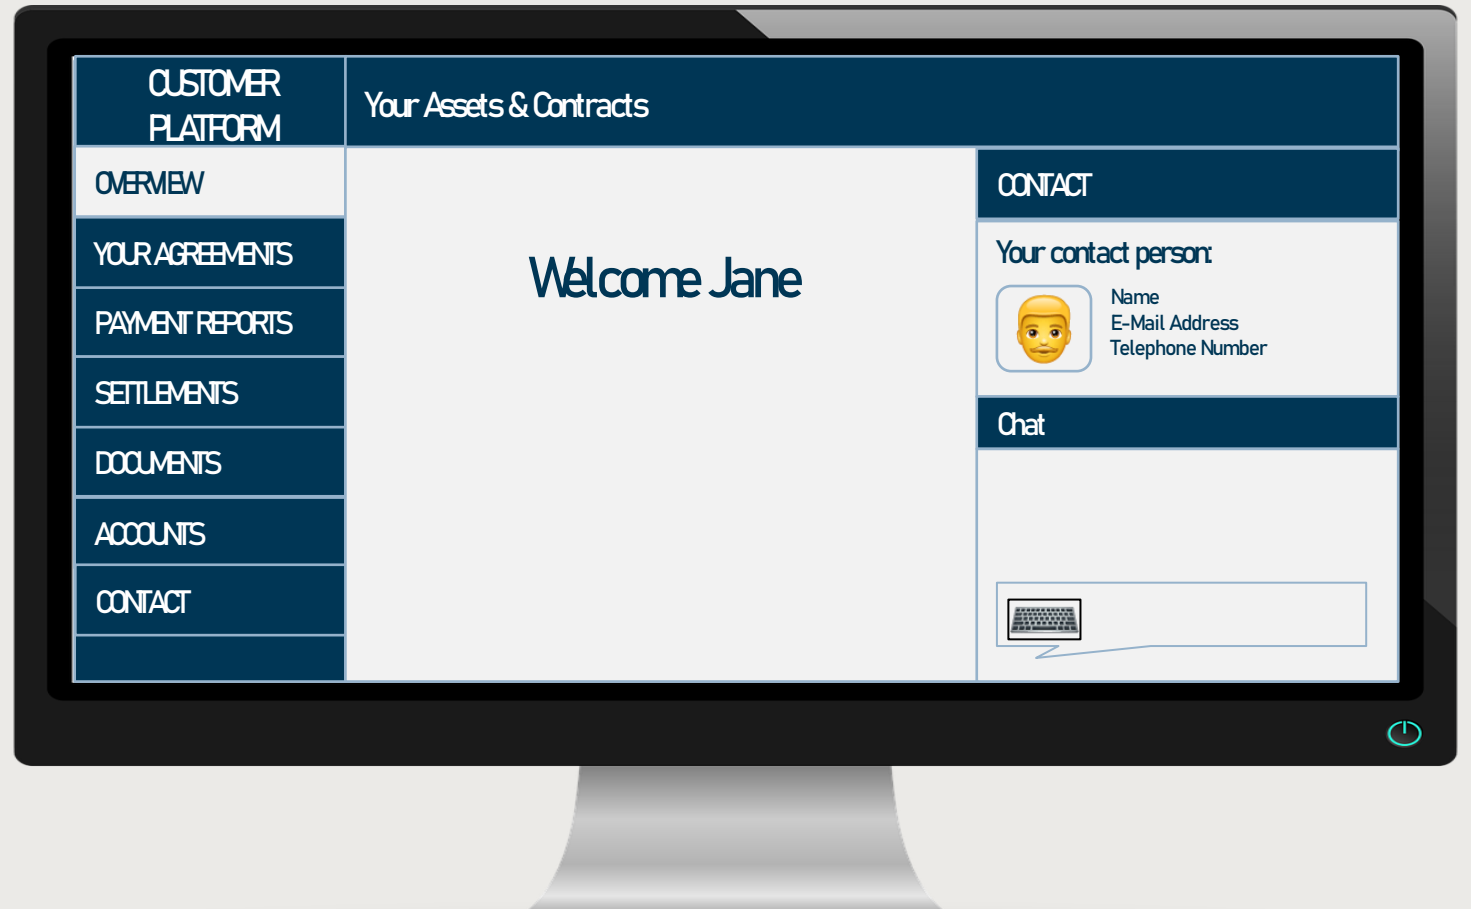 CUSTOMER
PLATFORM
Your Assets & Contracts
OVERVIEW
YOUR AGREEMENTS
PAYMENT REPORTS
SETTLEMENTS
DOCUMENTS
ACCOUNTS
CONTACT
Welcome Jane
CONTACT
Your contact person:
Name
E-Mail Address
Telephone Number
Chat